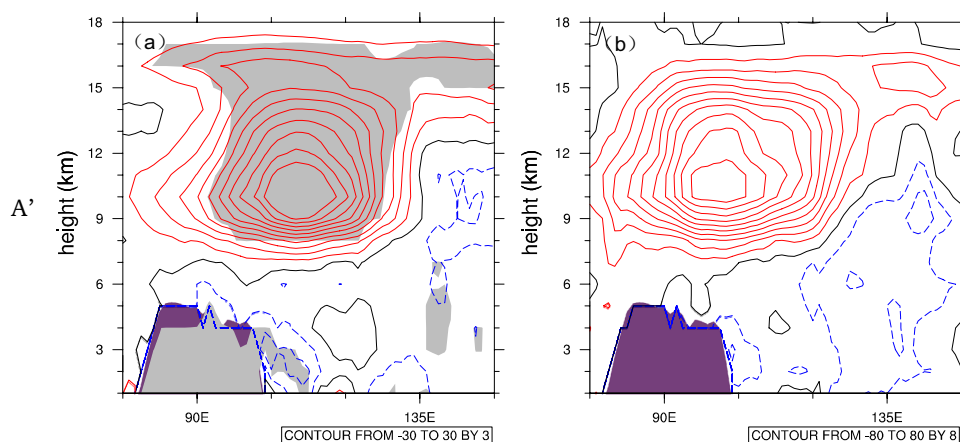 A’
height (km)
18
15
12
9
6
3
(a)
90E
135E
CONTOUR FROM -30 TO 30 BY 3
height (km)
18
15
12
9
6
3
(b)
90E
135E
CONTOUR FROM -80 TO 80 BY 8